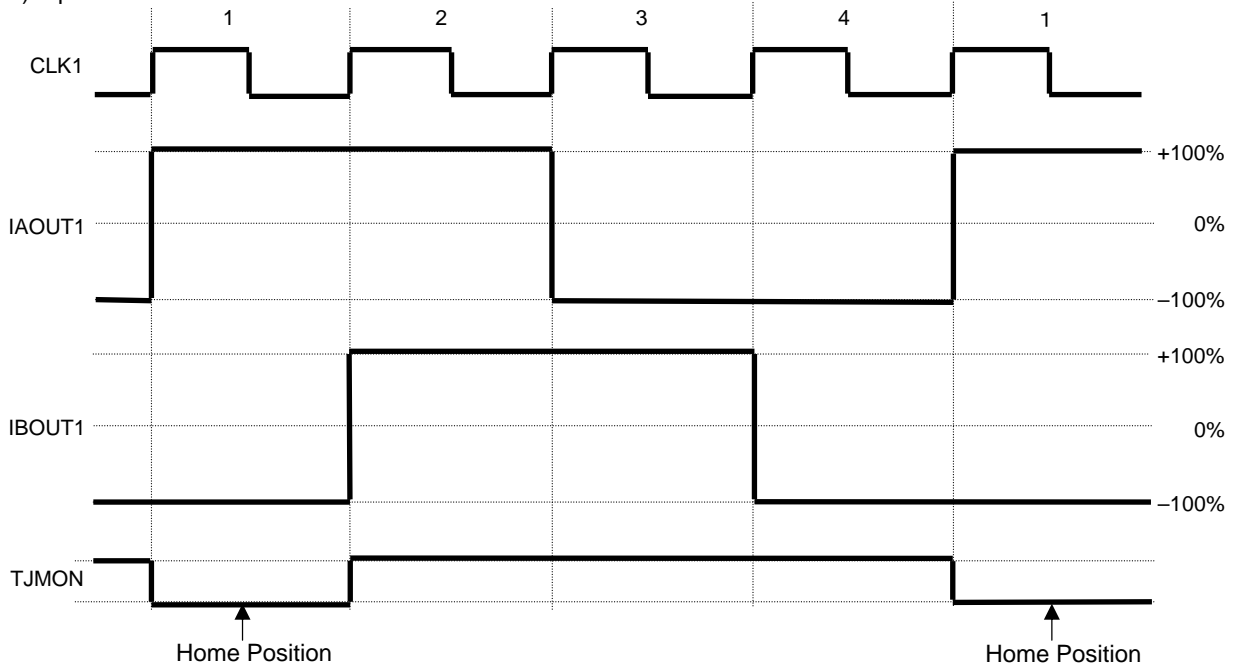 1 2 3 4 1
CLK1
+100%
IAOUT1
0%
–100%
+100%
IBOUT1
0%
–100%
TJMON
Home Position Home Position